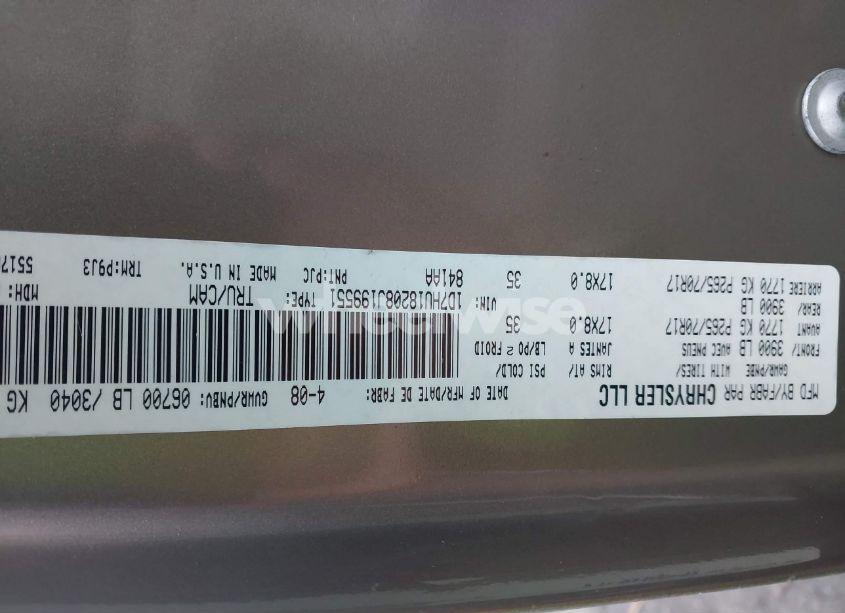 MFD BY/FABR PAR CHRYSLER LLC DATE OF MFR/DATE DE FABR: 4-08 GVWR/PNBV: 06700 LB /3040 KG
GAWR/PNBE WITH TIRES/ RIMS AT/ PSI COLD/
AVEC PNEUS JANTES A LB/PO 2 FROID
FRONT/ 3900 LB
AVANT 1770 KG P265/70R17 17X8.0 35
REAR/ 3900 LB
ARRIERE 1770 KG P265/70R17 17X8.0 35
VIN: 1D7HU18208J199551 TYPE: TRU/CAM MDH:
841AA PNT:PJC MADE IN U.S.A. TRM:P9J3
wheelwise